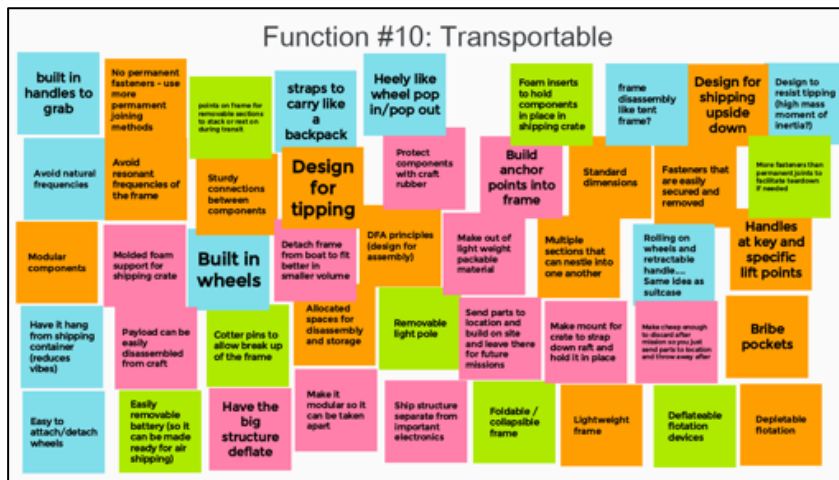 Function #10: Transportable
built in
handles to
grab
No permanent
fasteners - use
more
permament
joining
methods
points on frame for
removable sections
to stack or rest on
during transit
straps to
carry like
a
backpack
Heely like
wheel pop
in/pop out
Foam inserts to
hold
components in
place in
shipping crate
frame
disassembly
like tent
frame?
Design for
shipping
upside
down
Design to
resist tipping
(high mass
moment of
inertia?)
Avoid natural
frequencies
Avoid
resonant
frequencies of
the frame
Sturdy
connections
between
components
Design
for
tipping
Protect
components
with craft
rubber
Build
anchor
points into
frame
Standard
dimensions
Fasteners that
are easily
secured and
removed
More fasteners than
permanent joints to
facilitate teardown
if needed
Modular
components
Molded foam
support for
shipping crate
Built in
wheels
Detach frame
from boat to fit
better in
smaller volume
DFA principles
(design for
assembly)
Make out of
light weight
packable
material
Multiple
sections that
can nestle into
one another
Rolling on
wheels and
retractable
handle....
Same idea as
suitcase
Handles
at key and
specific
lift points
Have it hang
from shipping
container
(reduces
vibes)
Payload can be
easily
disassembled
from craft
Cotter pins to
allow break up
of the frame
Allocated
spaces for
disassembly
and storage
Removable
light pole
Send parts to
location and
build on site
and leave there
for future
missions
Make mount for
crate to strap
down raft and
hold it in place
Make cheap enough
to discard after
mission so you just
send parts to location
and throw away after
Bribe
pockets
Easy to
attach/detach
wheels
Easily
removable
battery (so it
can be made
ready for air
shipping)
Have the
big
structure
deflate
Make it
modular so it
can be taken
apart
Ship structure
separate from
important
electronics
Foldable /
collapsible
frame
Lightweight
frame
Deflateable
flotation
devices
Depletable
flotation